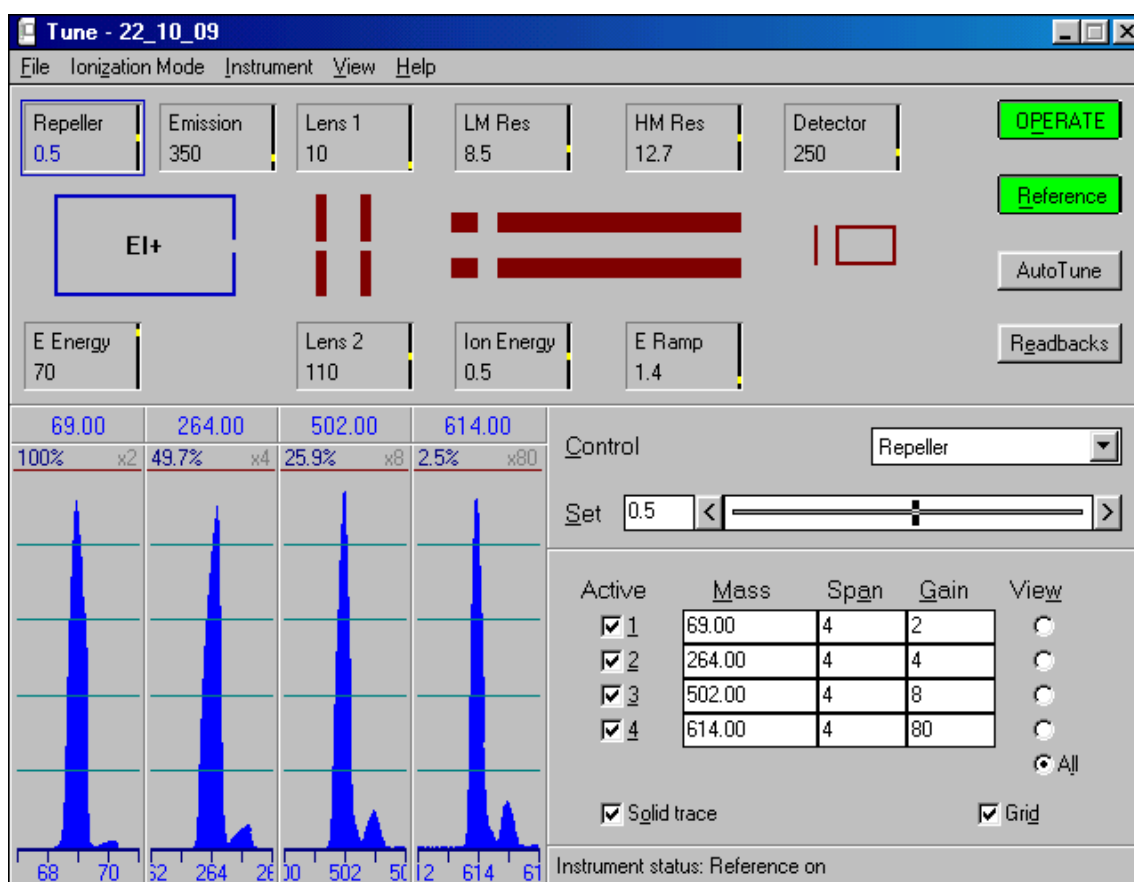 Tune - 22_10_09
File Ionization Mode Instrument View Help
Repeller Emission Lens 1 LM Res HM Res Detector OPERATE
0.5 350 10 8.5 12.7 250
Reference
EI+
AutoTune
E Energy Lens 2 Ion Energy E Ramp Readbacks
70 110 0.5 1.4
69.00 264.00 502.00 614.00
100% x2 49.7% x4 25.9% x8 2.5% x80
Control Repeller
Set 0.5 < >
Active Mass Span Gain View
1 69.00 4 2
2 264.00 4 4
3 502.00 4 8
4 614.00 4 80
All
Solid trace Grid
68 70 264 502 614
Instrument status: Reference on